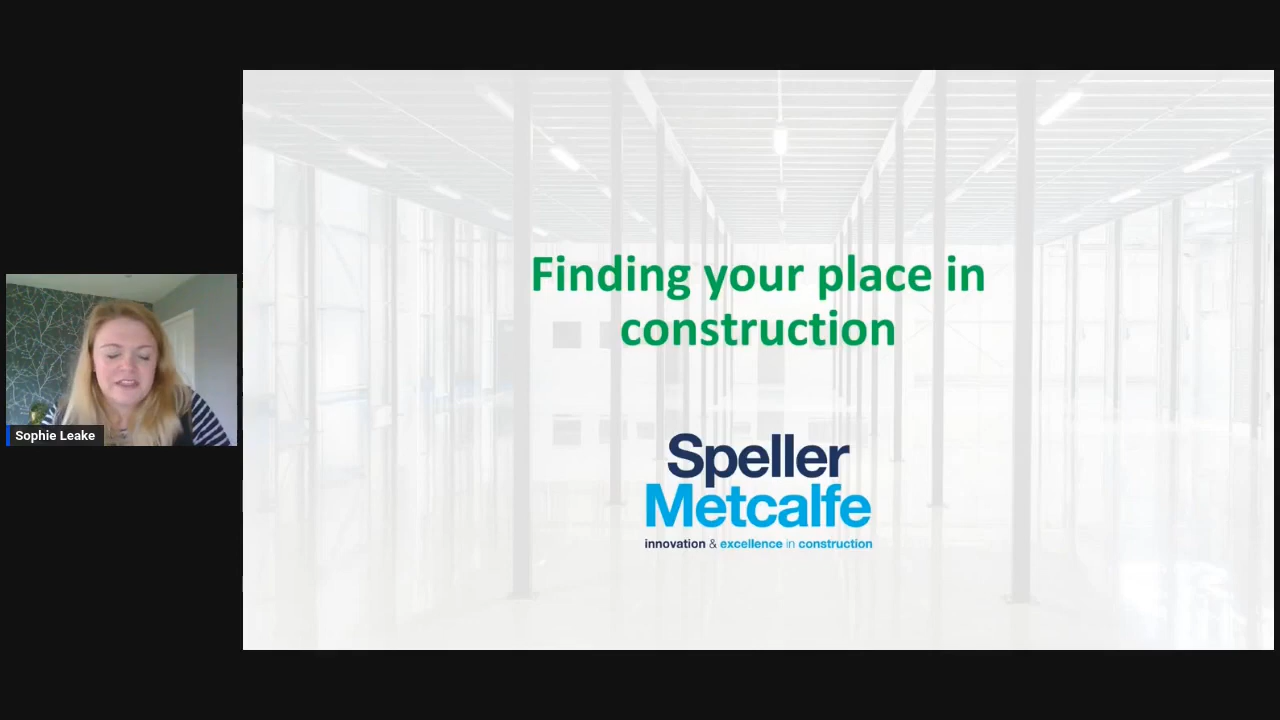 Finding your place in
construction
Speller
Metcalfe
innovation & excellence in construction
Sophie Leake